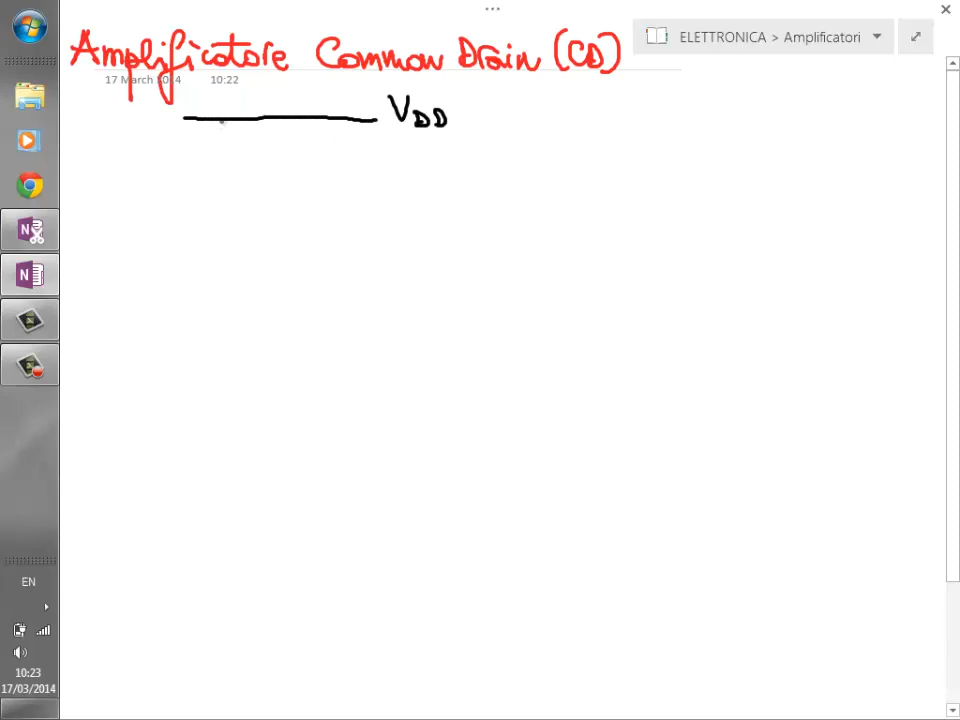 ELETTRONICA > Amplificatori
Amplificatore Common Drain (CD)
17 March 2014 10:22
VDD
EN
10:23
17/03/2014